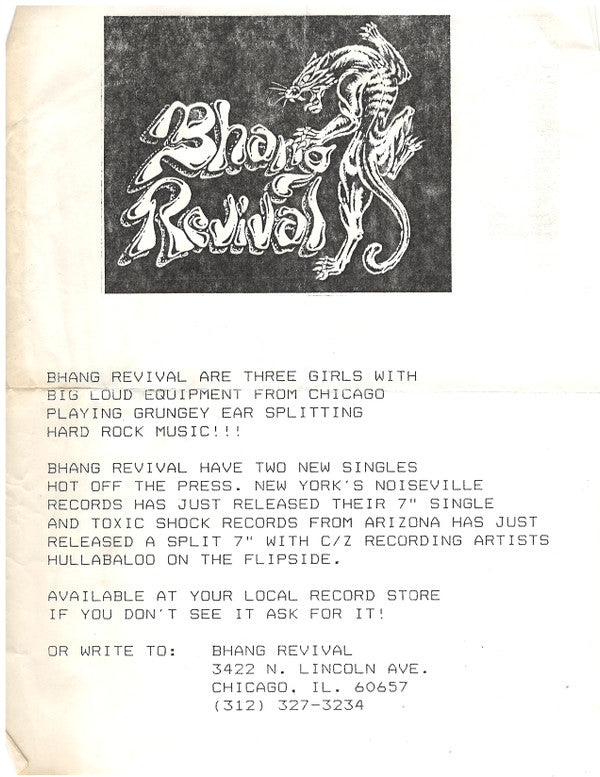 Bhang
Revival
BHANG REVIVAL ARE THREE GIRLS WITH
BIG LOUD EQUIPMENT FROM CHICAGO
PLAYING GRUNGEY EAR SPLITTING
HARD ROCK MUSIC!!!
BHANG REVIVAL HAVE TWO NEW SINGLES
HOT OFF THE PRESS. NEW YORK'S NOISEVILLE
RECORDS HAS JUST RELEASED THEIR 7" SINGLE
AND TOXIC SHOCK RECORDS FROM ARIZONA HAS JUST
RELEASED A SPLIT 7" WITH C/Z RECORDING ARTISTS
HULLABALOO ON THE FLIPSIDE.
AVAILABLE AT YOUR LOCAL RECORD STORE
IF YOU DON'T SEE IT ASK FOR IT!
OR WRITE TO: BHANG REVIVAL
3422 N. LINCOLN AVE.
CHICAGO, IL. 60657
(312) 327-3234